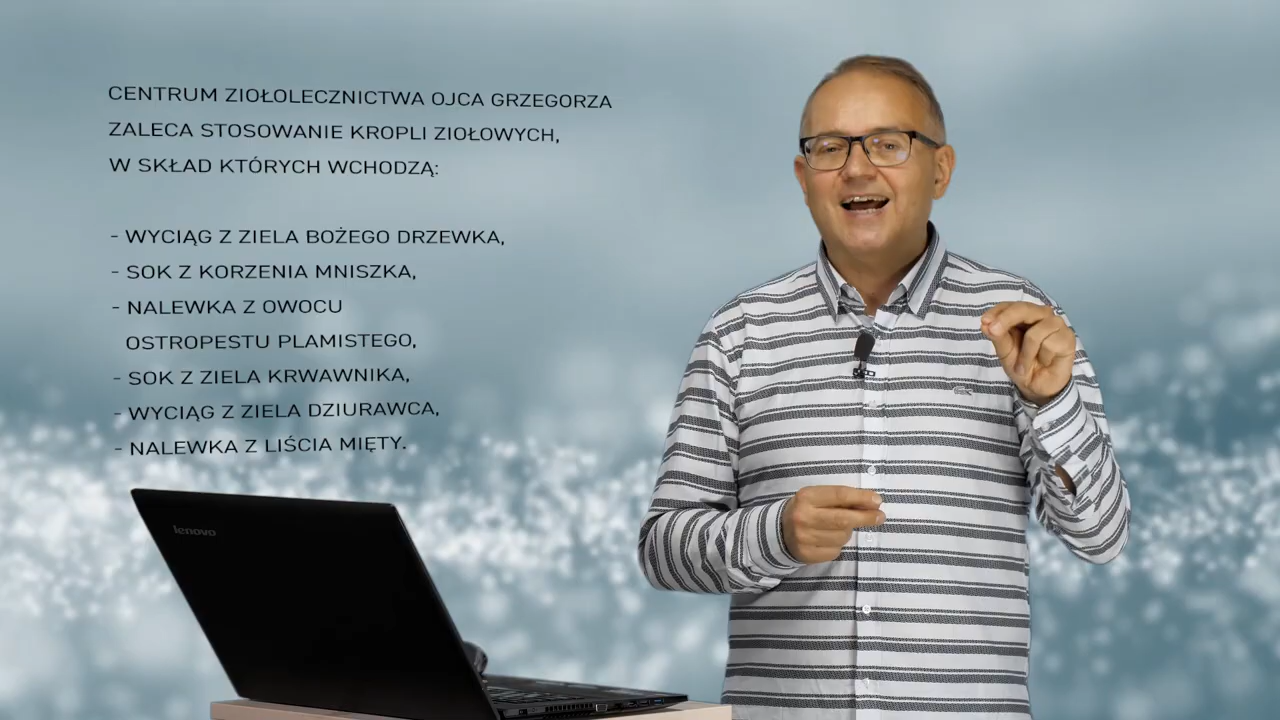 CENTRUM ZIOŁOLECZNICTWA OJCA GRZEGORZA
ZALECA STOSOWANIE KROPLI ZIOŁOWYCH,
W SKŁAD KTÓRYCH WCHODZĄ:
- WYCIĄG Z ZIELA BOŻEGO DRZEWKA,
- SOK Z KORZENIA MNISZKA,
- NALEWKA Z OWOCU
OSTROPESTU PLAMISTEGO,
- SOK Z ZIELA KRWAWNIKA,
- WYCIĄG Z ZIELA DZIURAWCA,
- NALEWKA Z LIŚCIA MIĘTY.
lenovo